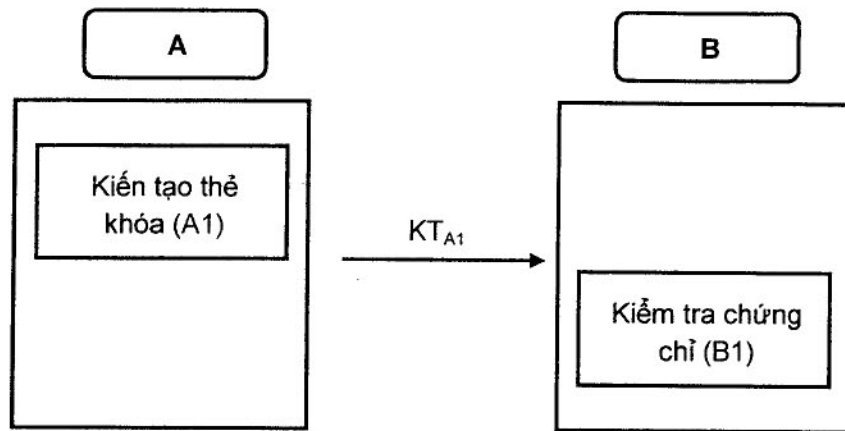 A
B
Kiến tạo thẻ
khóa (A1)
KTA1
Kiểm tra chứng
chỉ (B1)